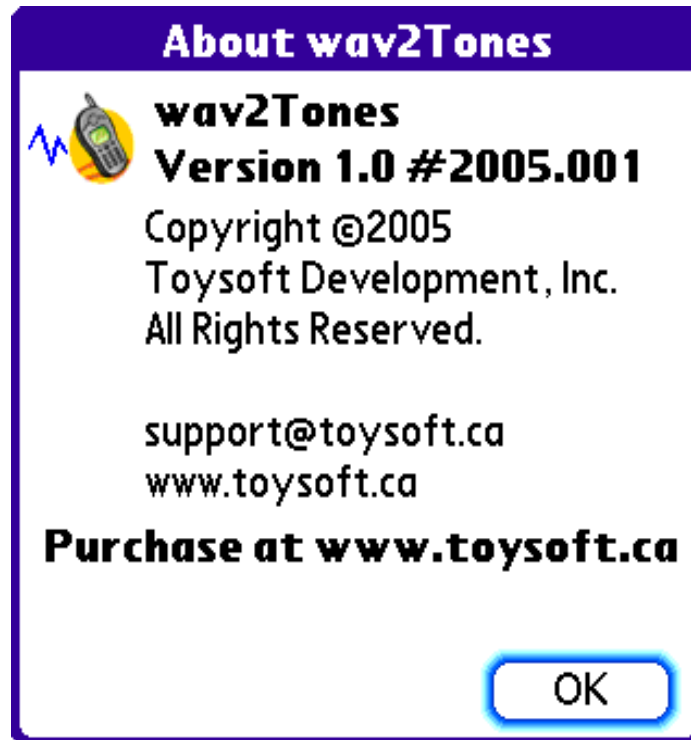 About wav2Tones
wav2Tones
Version 1.0 #2005.001
Copyright ©2005
Toysoft Development, Inc.
All Rights Reserved.
support@toysoft.ca
www.toysoft.ca
Purchase at www.toysoft.ca
OK